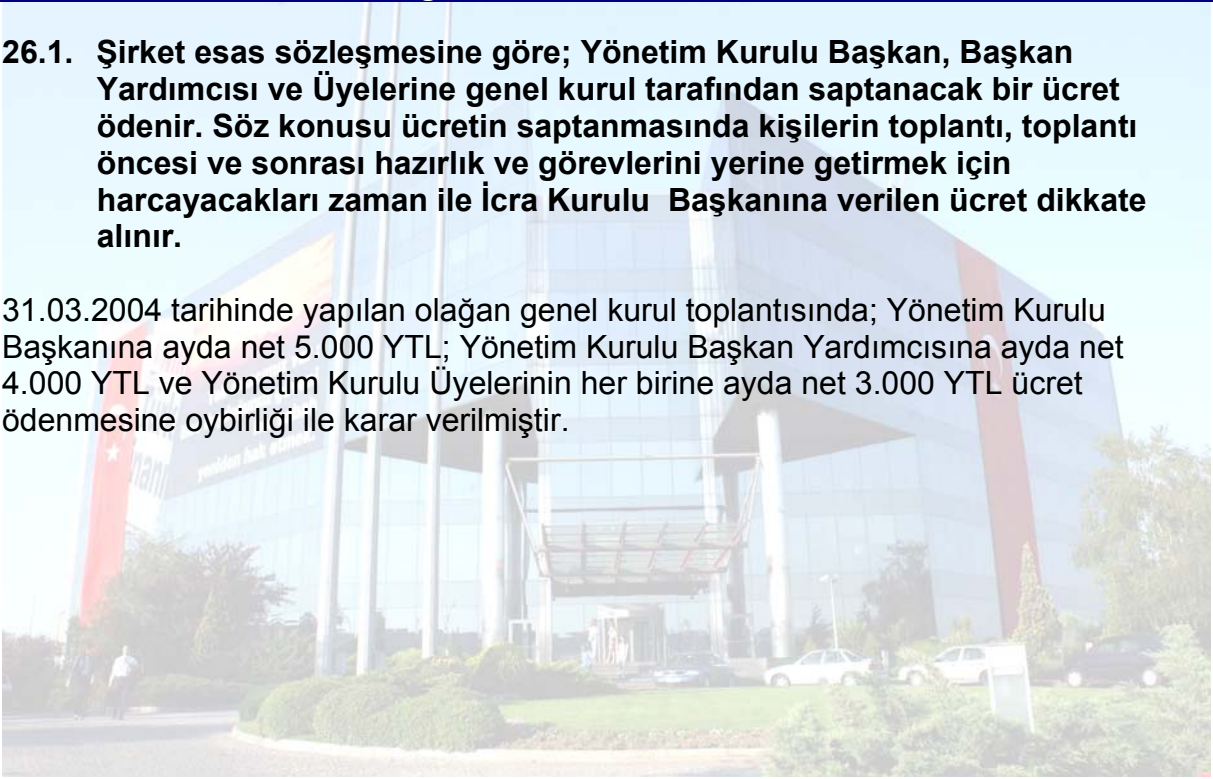 26.1. Şirket esas sözleşmesine göre; Yönetim Kurulu Başkan, Başkan
Yardımcısı ve Üyelerine genel kurul tarafından saptanacak bir ücret
ödenir. Söz konusu ücretin saptanmasında kişilerin toplantı, toplantı
öncesi ve sonrası hazırlık ve görevlerini yerine getirmek için
harcayacakları zaman ile İcra Kurulu Başkanına verilen ücret dikkate
alınır.
31.03.2004 tarihinde yapılan olağan genel kurul toplantısında; Yönetim Kurulu
Başkanına ayda net 5.000 YTL; Yönetim Kurulu Başkan Yardımcısına ayda net
4.000 YTL ve Yönetim Kurulu Üyelerinin her birine ayda net 3.000 YTL ücret
ödenmesine oybirliği ile karar verilmiştir.